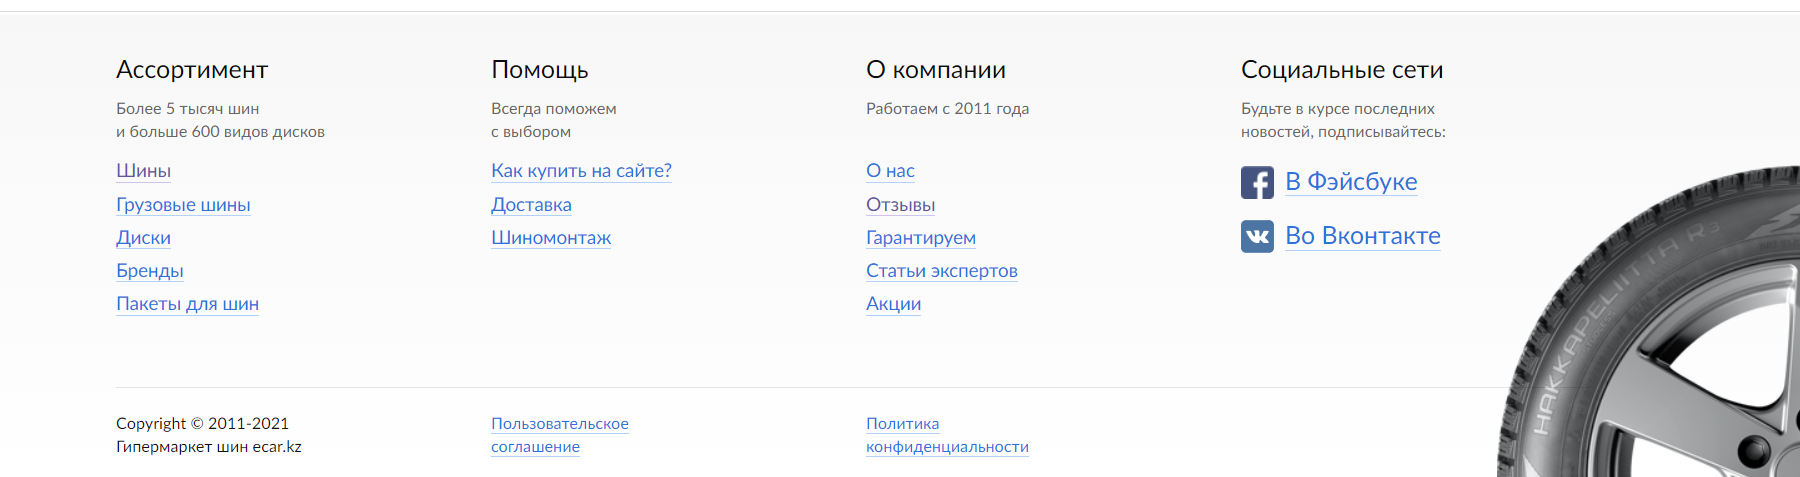 Ассортимент
Более 5 тысяч шин
и больше 600 видов дисков
Шины
Грузовые шины
Диски
Бренды
Пакеты для шин
Помощь
Всегда поможем
с выбором
Как купить на сайте?
Доставка
Шиномонтаж
О компании
Работаем с 2011 года
О нас
Отзывы
Гарантируем
Статьи экспертов
Акции
Социальные сети
Будьте в курсе последних
новостей, подписывайтесь:
В Фэйсбуке
Во Вконтакте
HAKKAPELIITTA R3
Copyright © 2011-2021
Гипермаркет шин ecar.kz
Пользовательское
соглашение
Политика
конфиденциальности